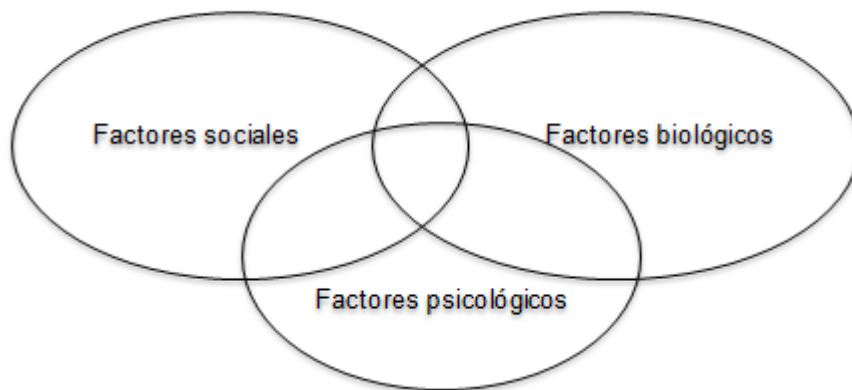 Factores sociales
Factores biológicos
Factores psicológicos